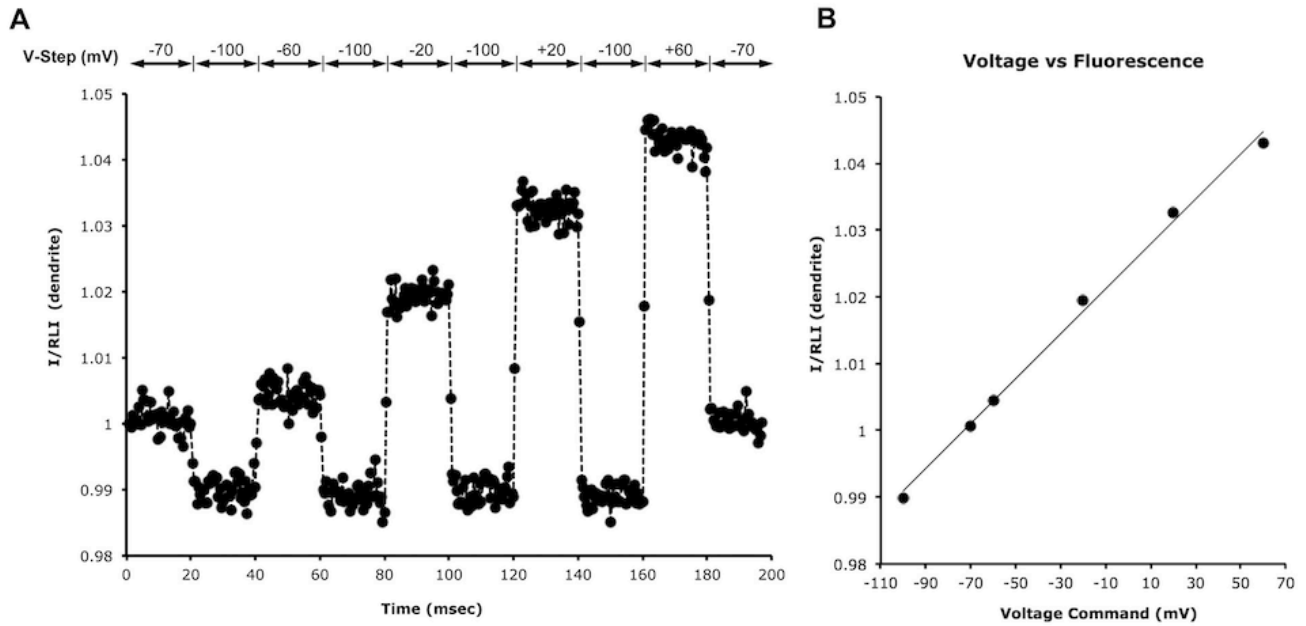 A
V-Step (mV)
-70 -100 -60 -100 -20 -100 +20 -100 +60 -70
1.05
1.04
1.03
1.02
1.01
1
0.99
0.98
I/RLI (dendrite)
0 20 40 60 80 100 120 140 160 180 200
Time (msec)
B
Voltage vs Fluorescence
1.05
1.04
1.03
1.02
1.01
1
0.99
0.98
I/RLI (dendrite)
-110 -90 -70 -50 -30 -10 10 30 50 70
Voltage Command (mV)